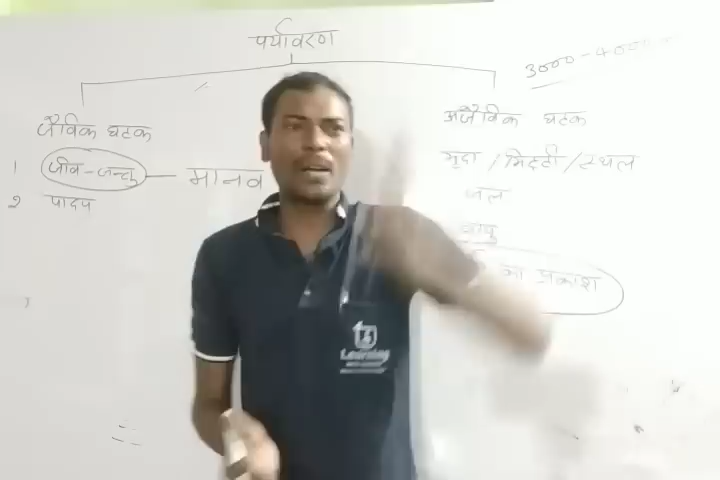 पर्यावरण
3000-4000
जैविक घटक
1 जीव-जन्तु — मानव
2 पादप
अजैविक घटक
मृदा / मिट्टी / स्थल
जल
वायु
का प्रकाश
Learning